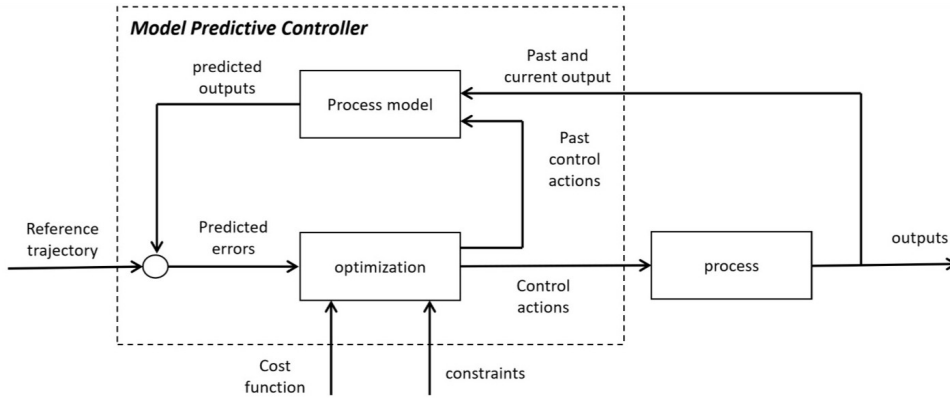 Model Predictive Controller
predicted
outputs
Process model
Past and
current output
Past
control
actions
Reference
trajectory
Predicted
errors
optimization
Control
actions
process
outputs
Cost
function
constraints